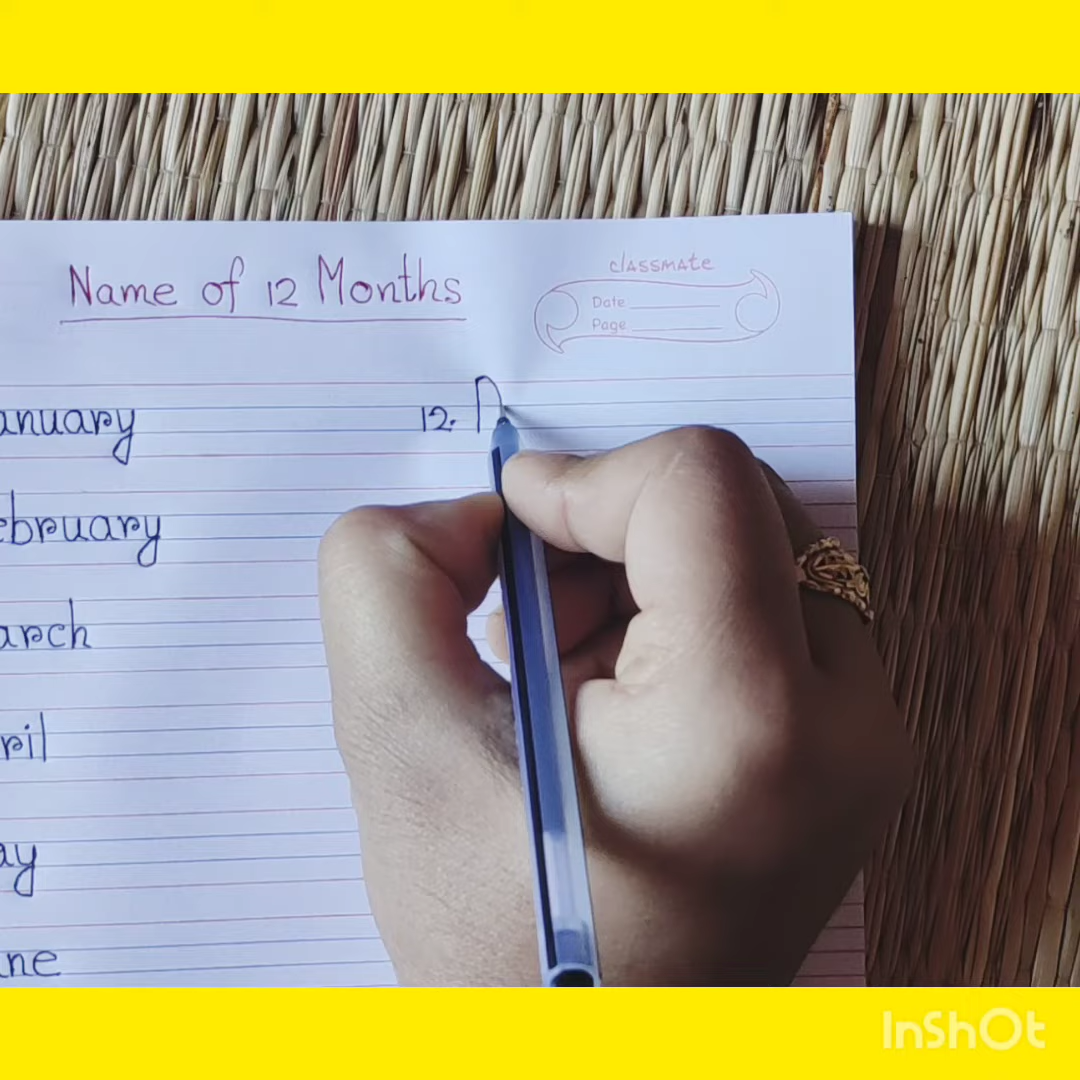 Name of 12 Months
classmate
Date
Page
anuary
12.
ebruary
arch
ril
ay
ne
InShOt